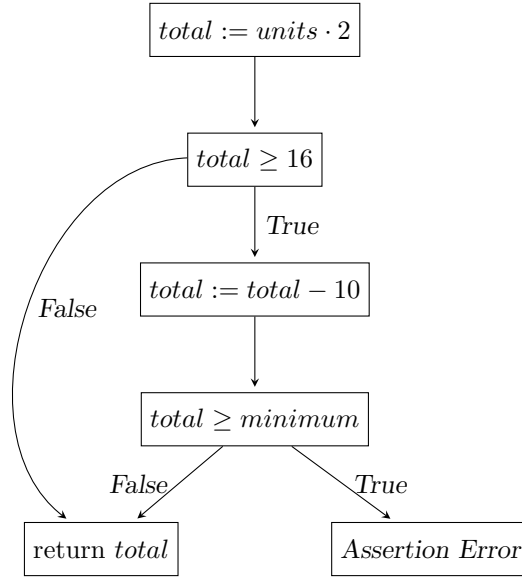 total := units · 2
total ≥ 16
True
total := total − 10
False
total ≥ minimum
False
True
return total
Assertion Error